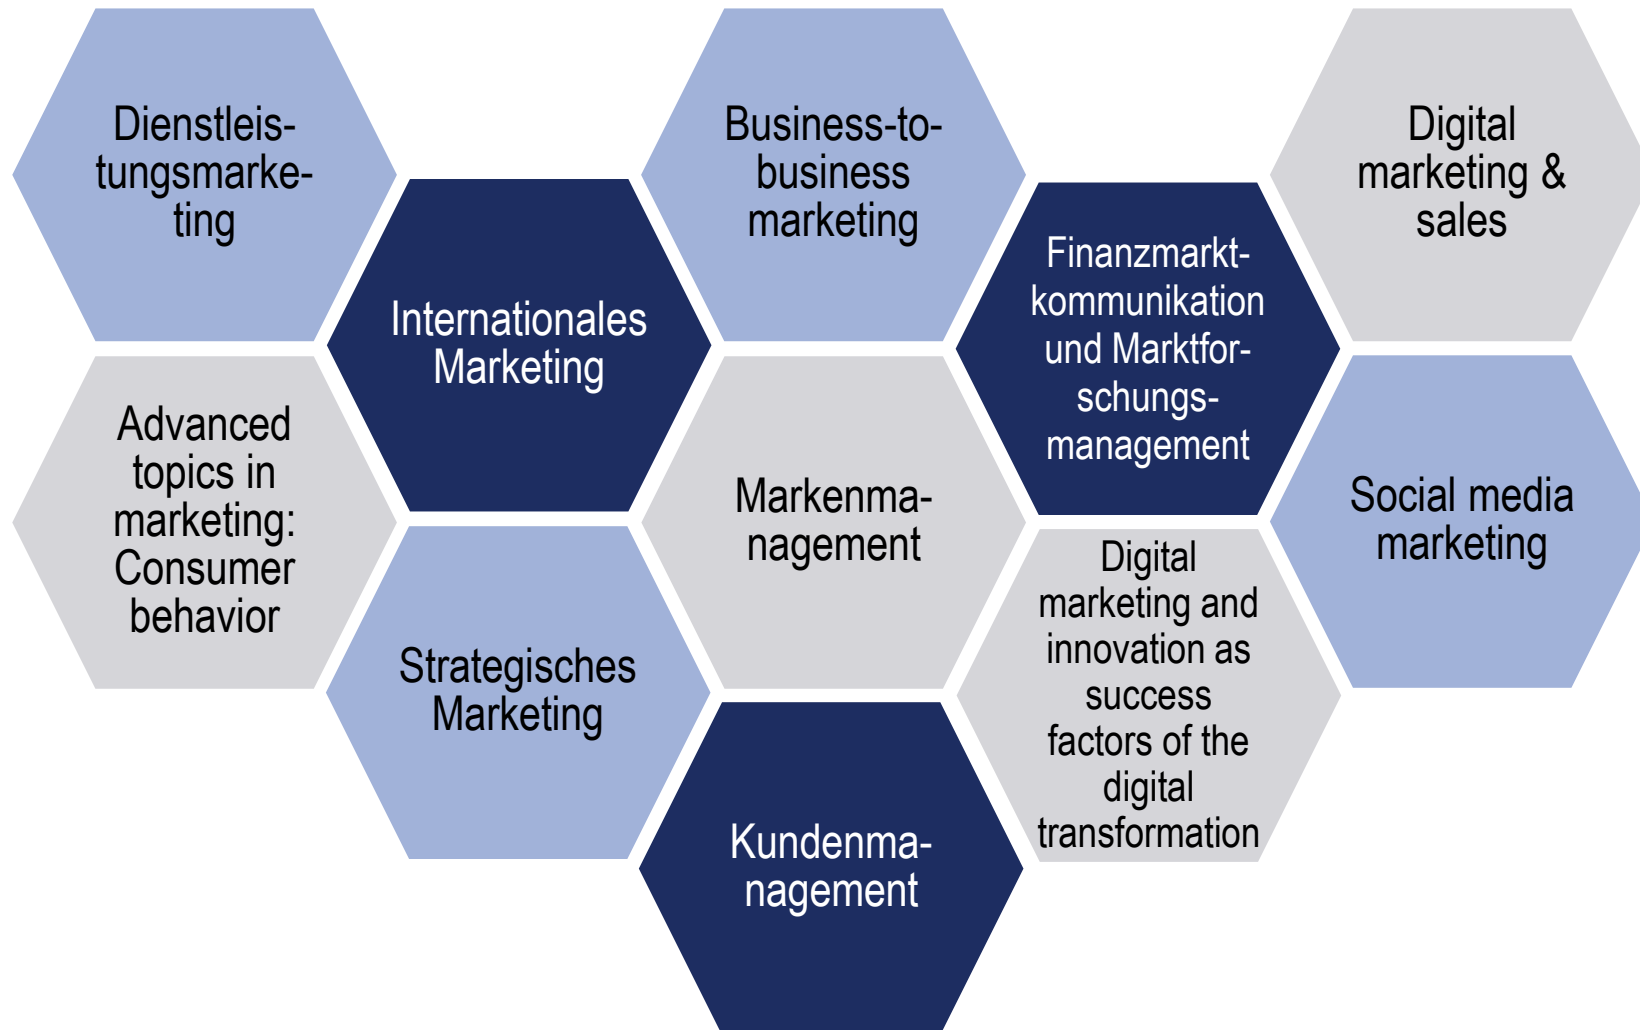 Dienstleis-
tungsmarke-
ting
Business-to-
business
marketing
Digital
marketing &
sales
Internationales
Marketing
Finanzmarkt-
kommunikation
und Marktfor-
schungs-
management
Advanced
topics in
marketing:
Consumer
behavior
Markenma-
nagement
Social media
marketing
Strategisches
Marketing
Digital
marketing and
innovation as
success
factors of the
digital
transformation
Kundenma-
nagement